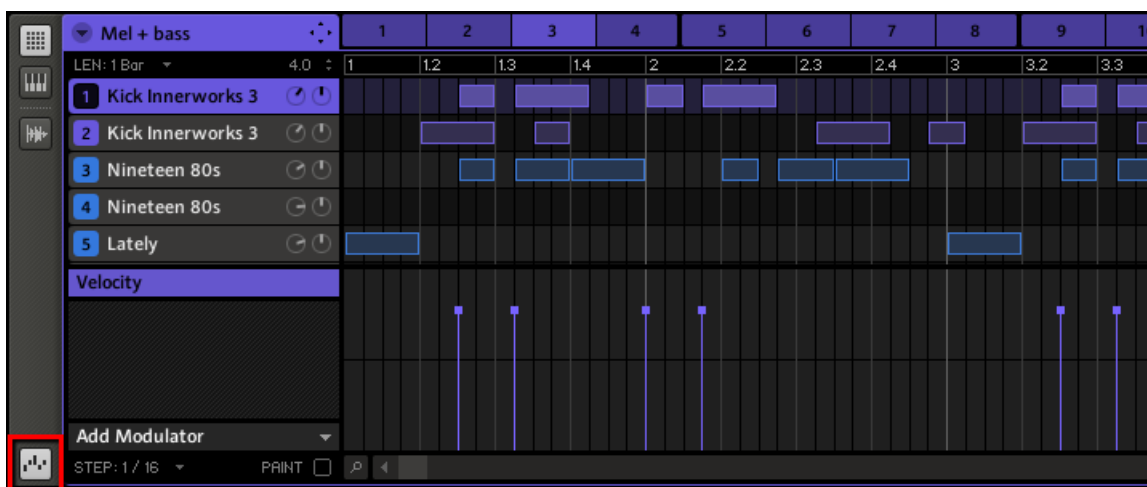 Mel + bass 1 2 3 4 5 6 7 8 9
LEN: 1 Bar 4.0 1 1.2 1.3 1.4 2 2.2 2.3 2.4 3 3.2 3.3
1 Kick Innerworks 3
2 Kick Innerworks 3
3 Nineteen 80s
4 Nineteen 80s
5 Lately
Velocity
Add Modulator
STEP: 1 / 16 PAINT